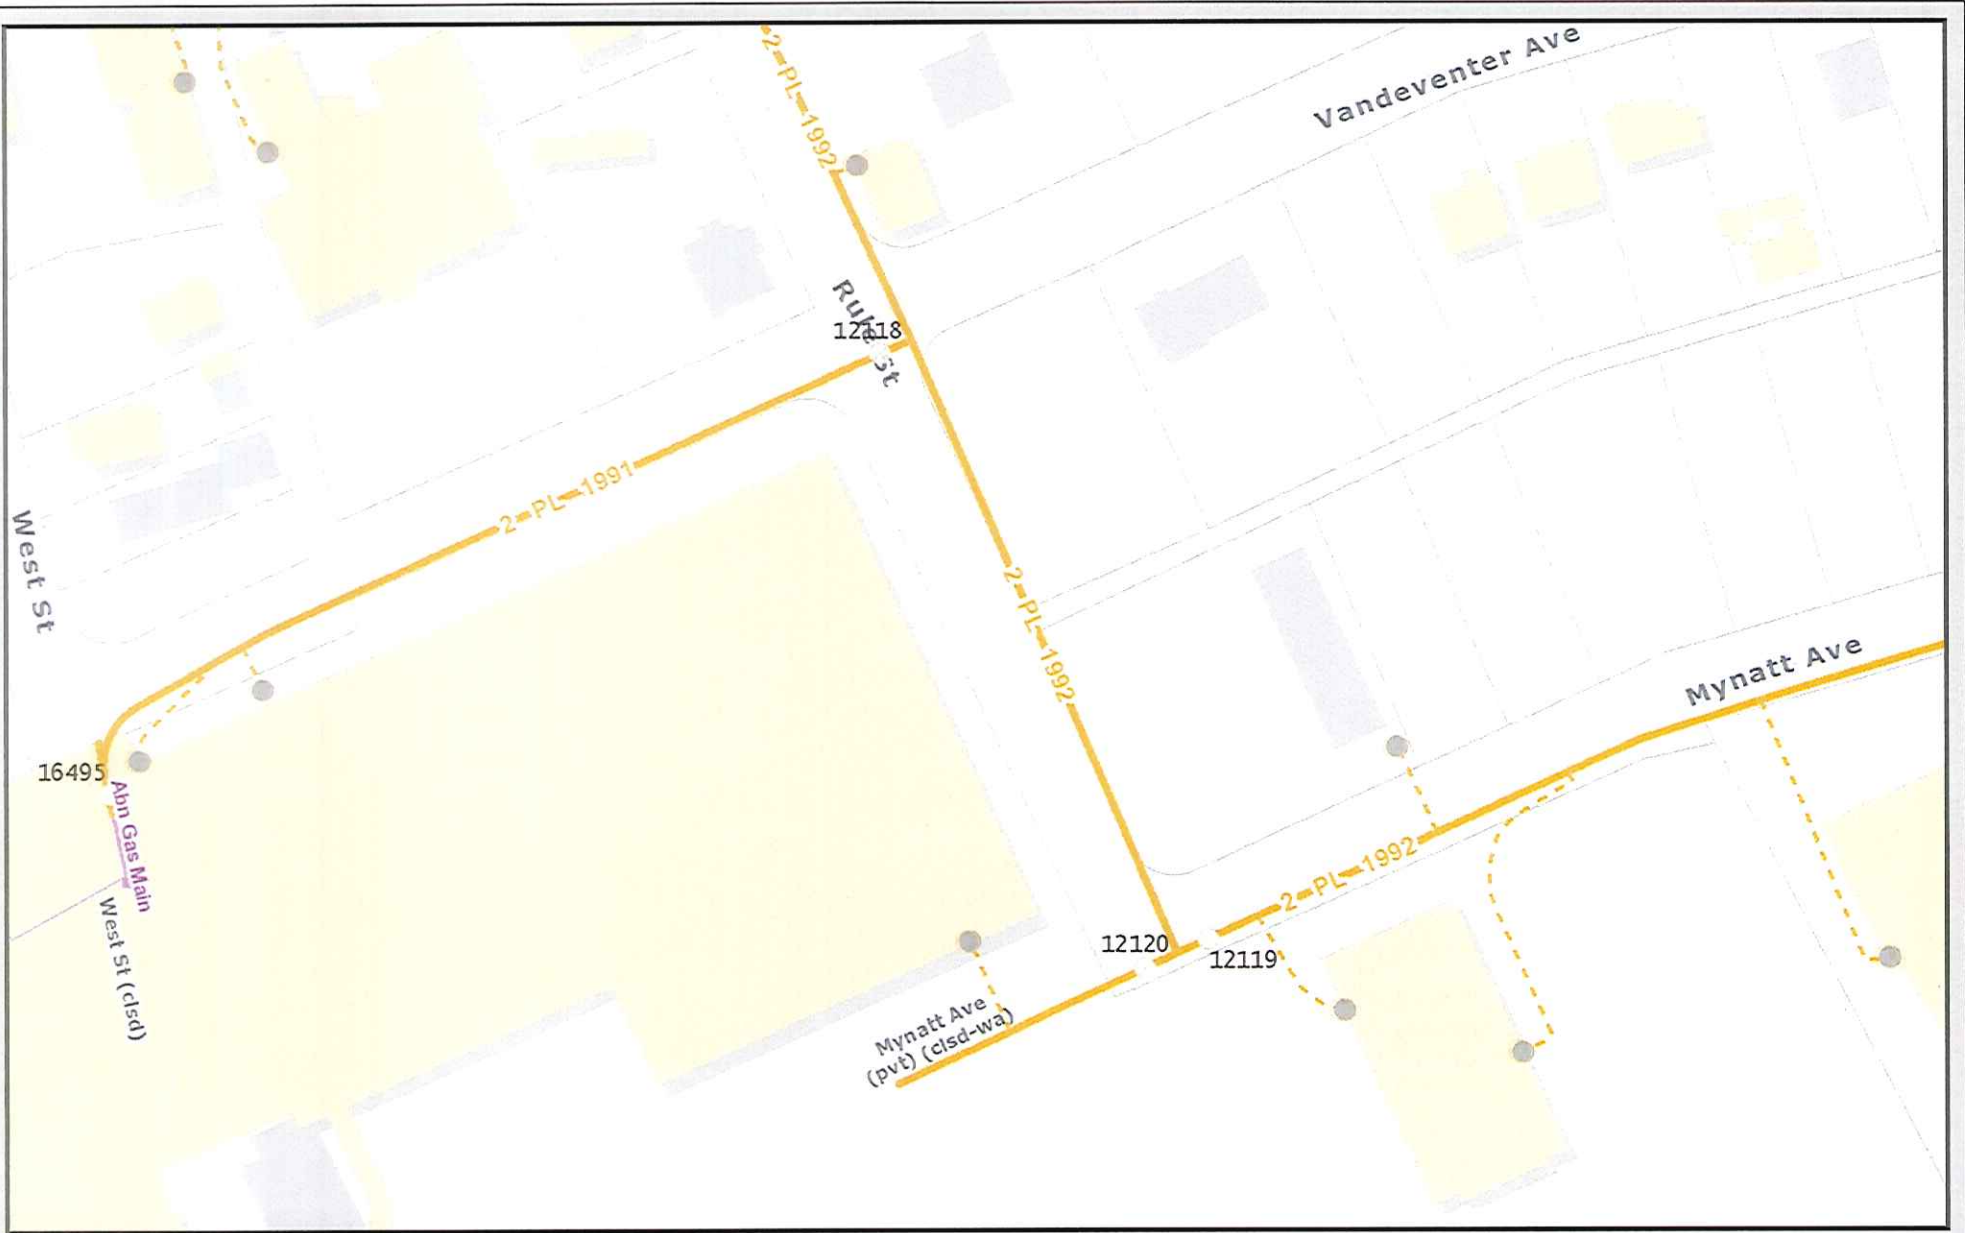 2-PL-1992
Vandeventer Ave
Rule St
12118
2-PL-1991
West St
2-PL-1992
Mynatt Ave
16495
Abn Gas Main
2-PL-1992
West St (clsd)
12120
12119
Mynatt Ave
(pvt) (clsd-wa)